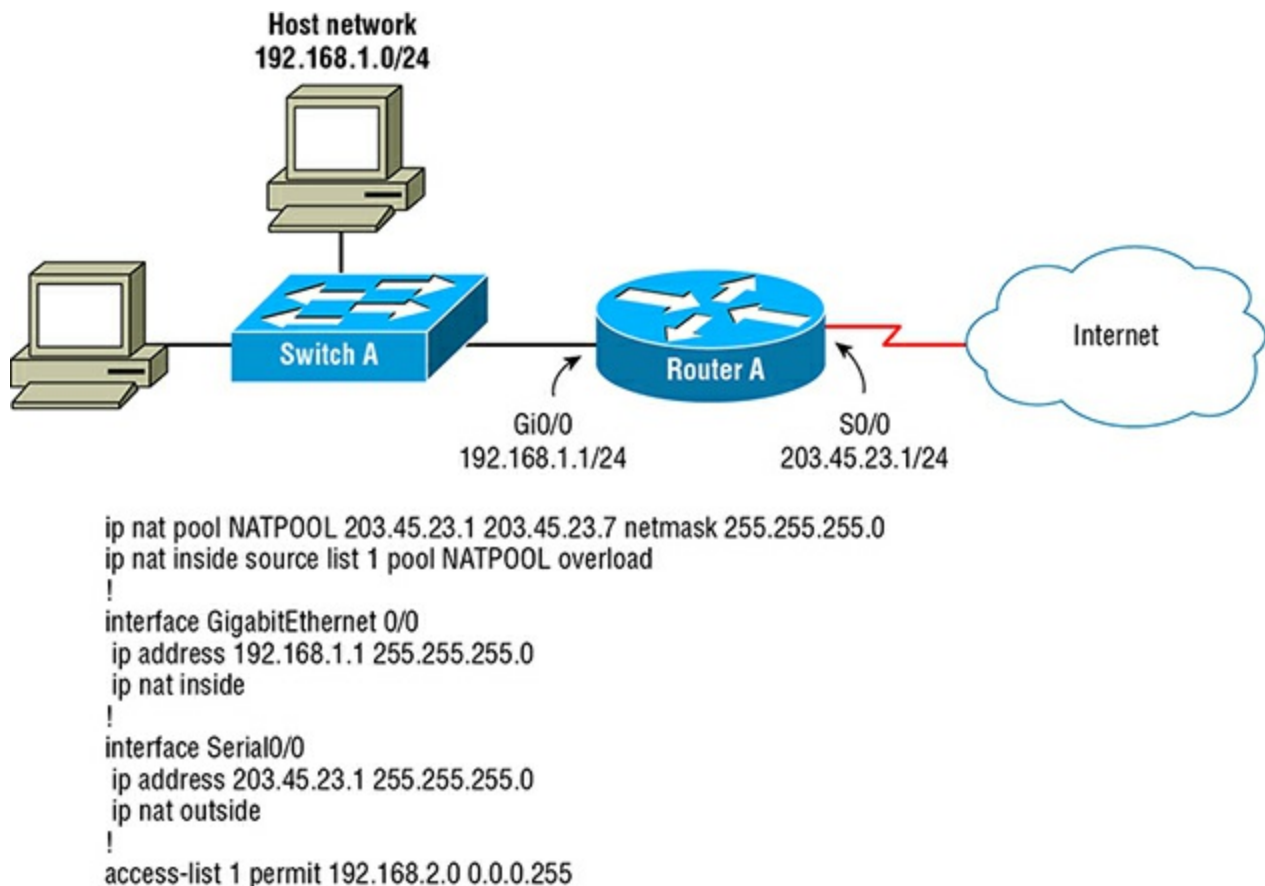 Host network
192.168.1.0/24
Switch A
Router A
Internet
Gi0/0
192.168.1.1/24
S0/0
203.45.23.1/24
ip nat pool NATPOOL 203.45.23.1 203.45.23.7 netmask 255.255.255.0
ip nat inside source list 1 pool NATPOOL overload
!
interface GigabitEthernet 0/0
 ip address 192.168.1.1 255.255.255.0
 ip nat inside
!
interface Serial0/0
 ip address 203.45.23.1 255.255.255.0
 ip nat outside
!
access-list 1 permit 192.168.2.0 0.0.0.255